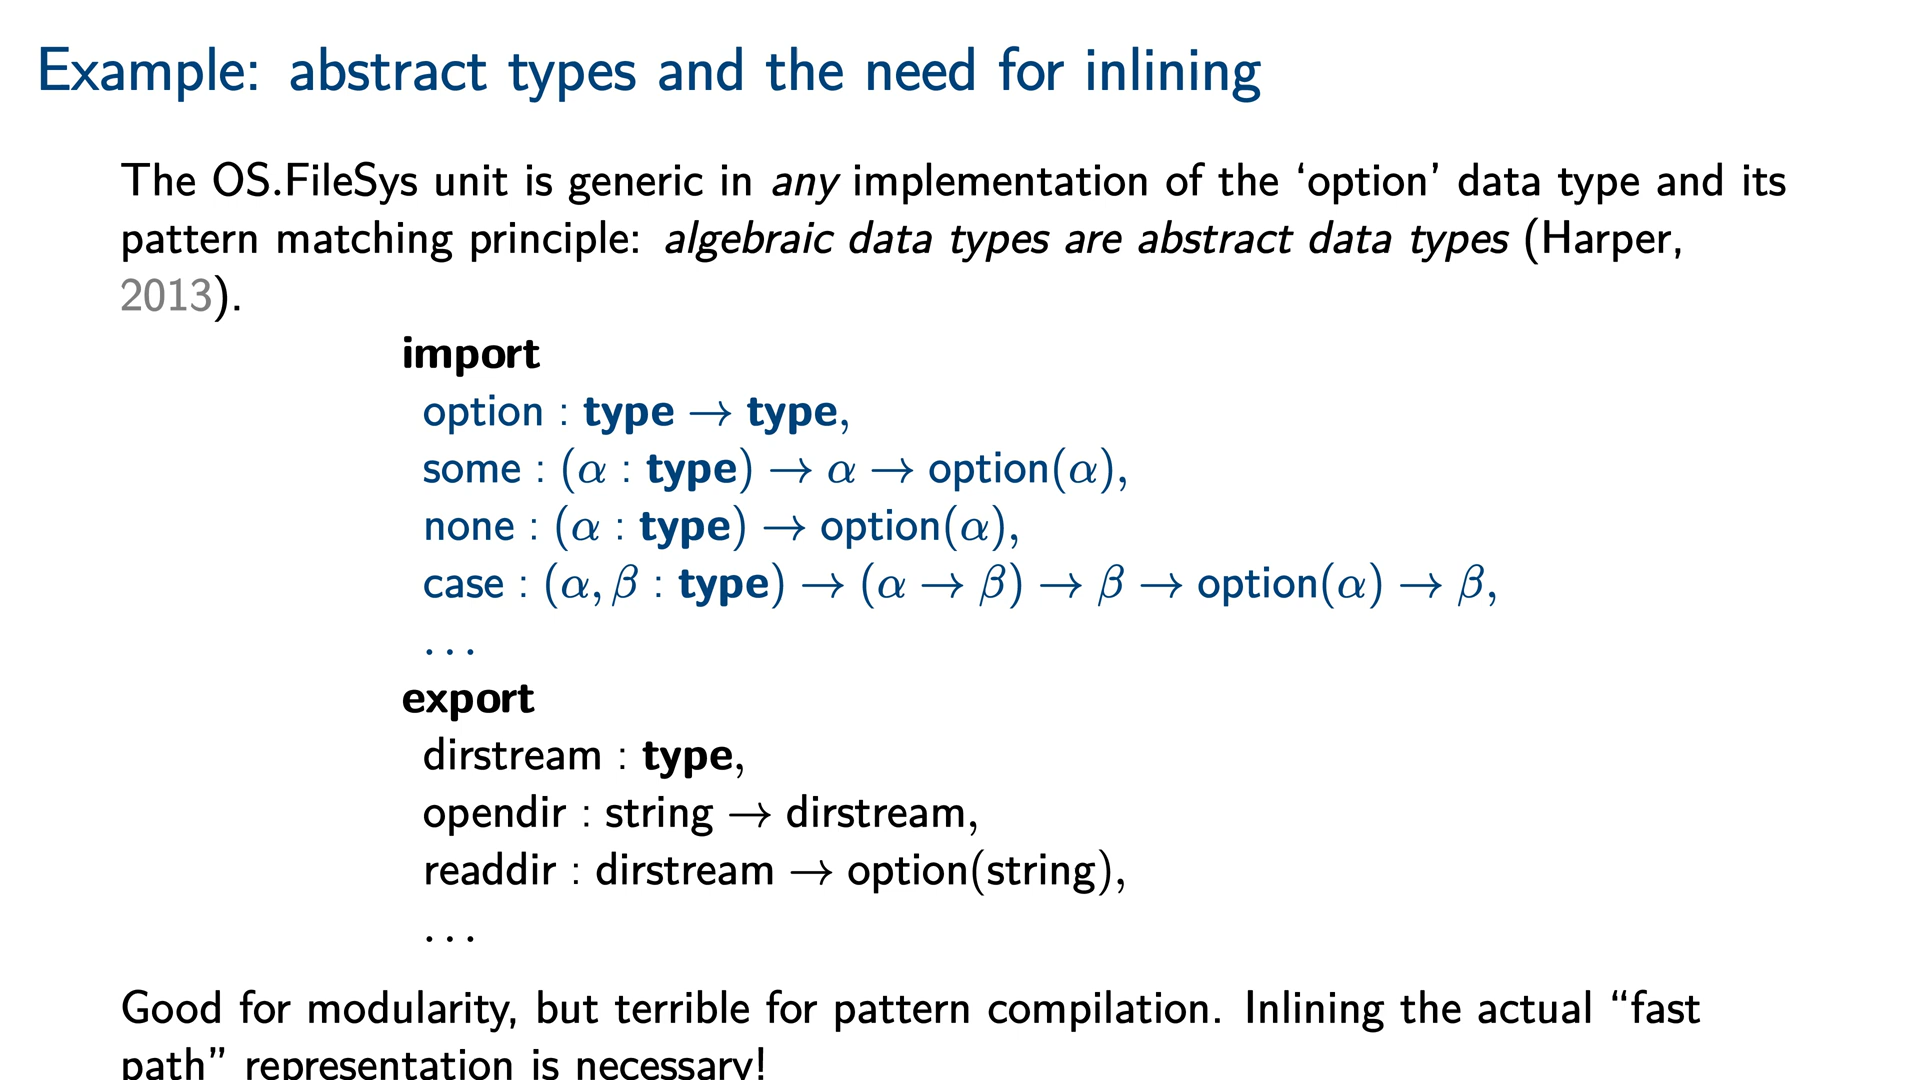 Example: abstract types and the need for inlining
The OS.FileSys unit is generic in any implementation of the ‘option’ data type and its
pattern matching principle: algebraic data types are abstract data types (Harper,
2013).
import
option : type → type,
some : (α : type) → α → option(α),
none : (α : type) → option(α),
case : (α, β : type) → (α → β) → β → option(α) → β,
...
export
dirstream : type,
opendir : string → dirstream,
readdir : dirstream → option(string),
...
Good for modularity, but terrible for pattern compilation. Inlining the actual “fast
path” representation is necessary!